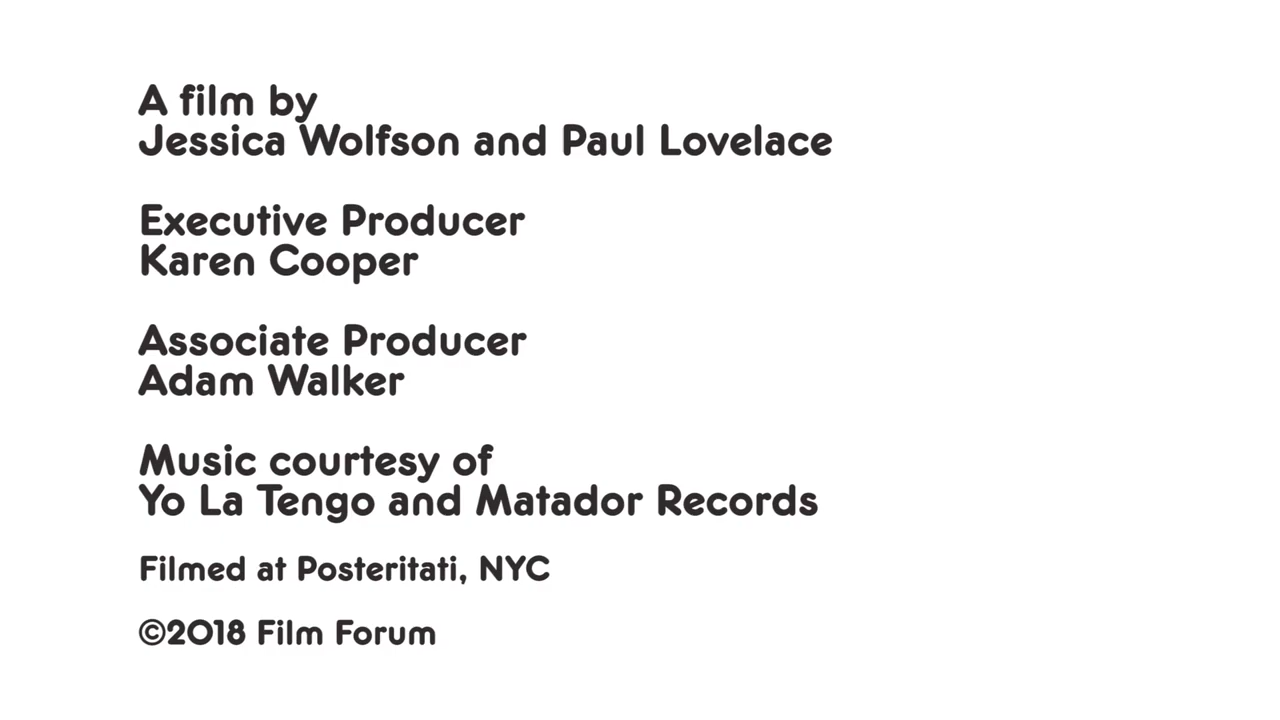 A film by
Jessica Wolfson and Paul Lovelace
Executive Producer
Karen Cooper
Associate Producer
Adam Walker
Music courtesy of
Yo La Tengo and Matador Records
Filmed at Posteritati, NYC
©2018 Film Forum